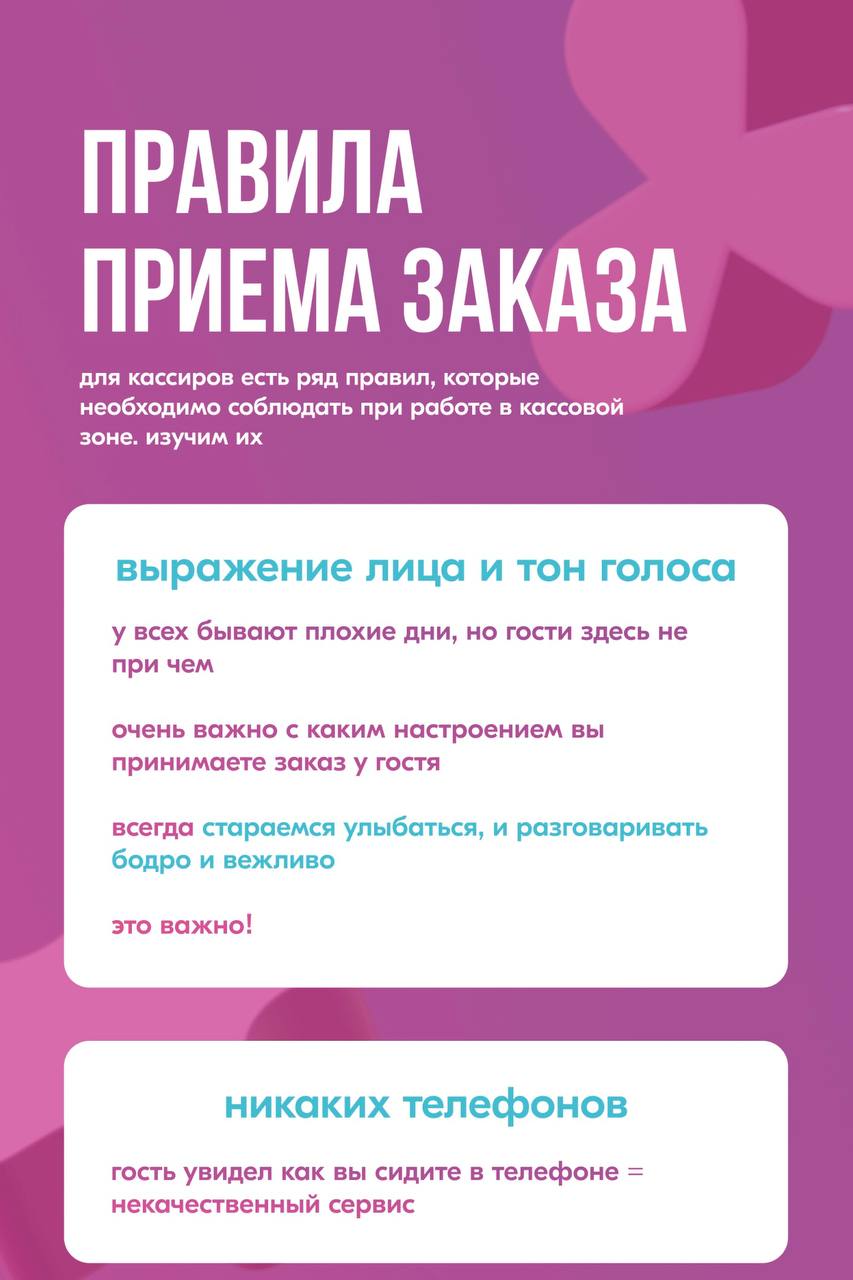 ПРАВИЛА
ПРИЕМА ЗАКАЗА
для кассиров есть ряд правил, которые
необходимо соблюдать при работе в кассовой
зоне. изучим их
выражение лица и тон голоса
у всех бывают плохие дни, но гости здесь не
при чем
очень важно с каким настроением вы
принимаете заказ у гостя
всегда стараемся улыбаться, и разговаривать
бодро и вежливо
это важно!
никаких телефонов
гость увидел как вы сидите в телефоне =
некачественный сервис